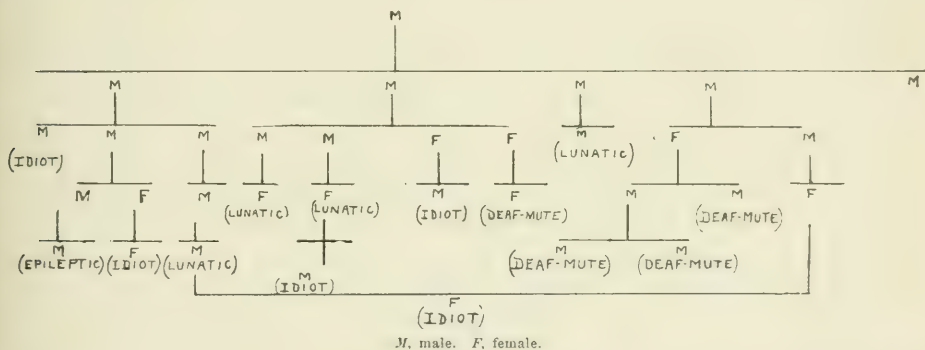 M
M M M M M
M M M M M F F M F M
(IDIOT) (LUNATIC)
M F M F F M F M M F
(LUNATIC) (LUNATIC) (IDIOT) (DEAF-MUTE) (DEAF-MUTE)
M F M M M
(EPILEPTIC) (IDIOT) (LUNATIC) (DEAF-MUTE) (DEAF-MUTE)
M
(IDIOT)
F
(IDIOT)
M, male. F, female.